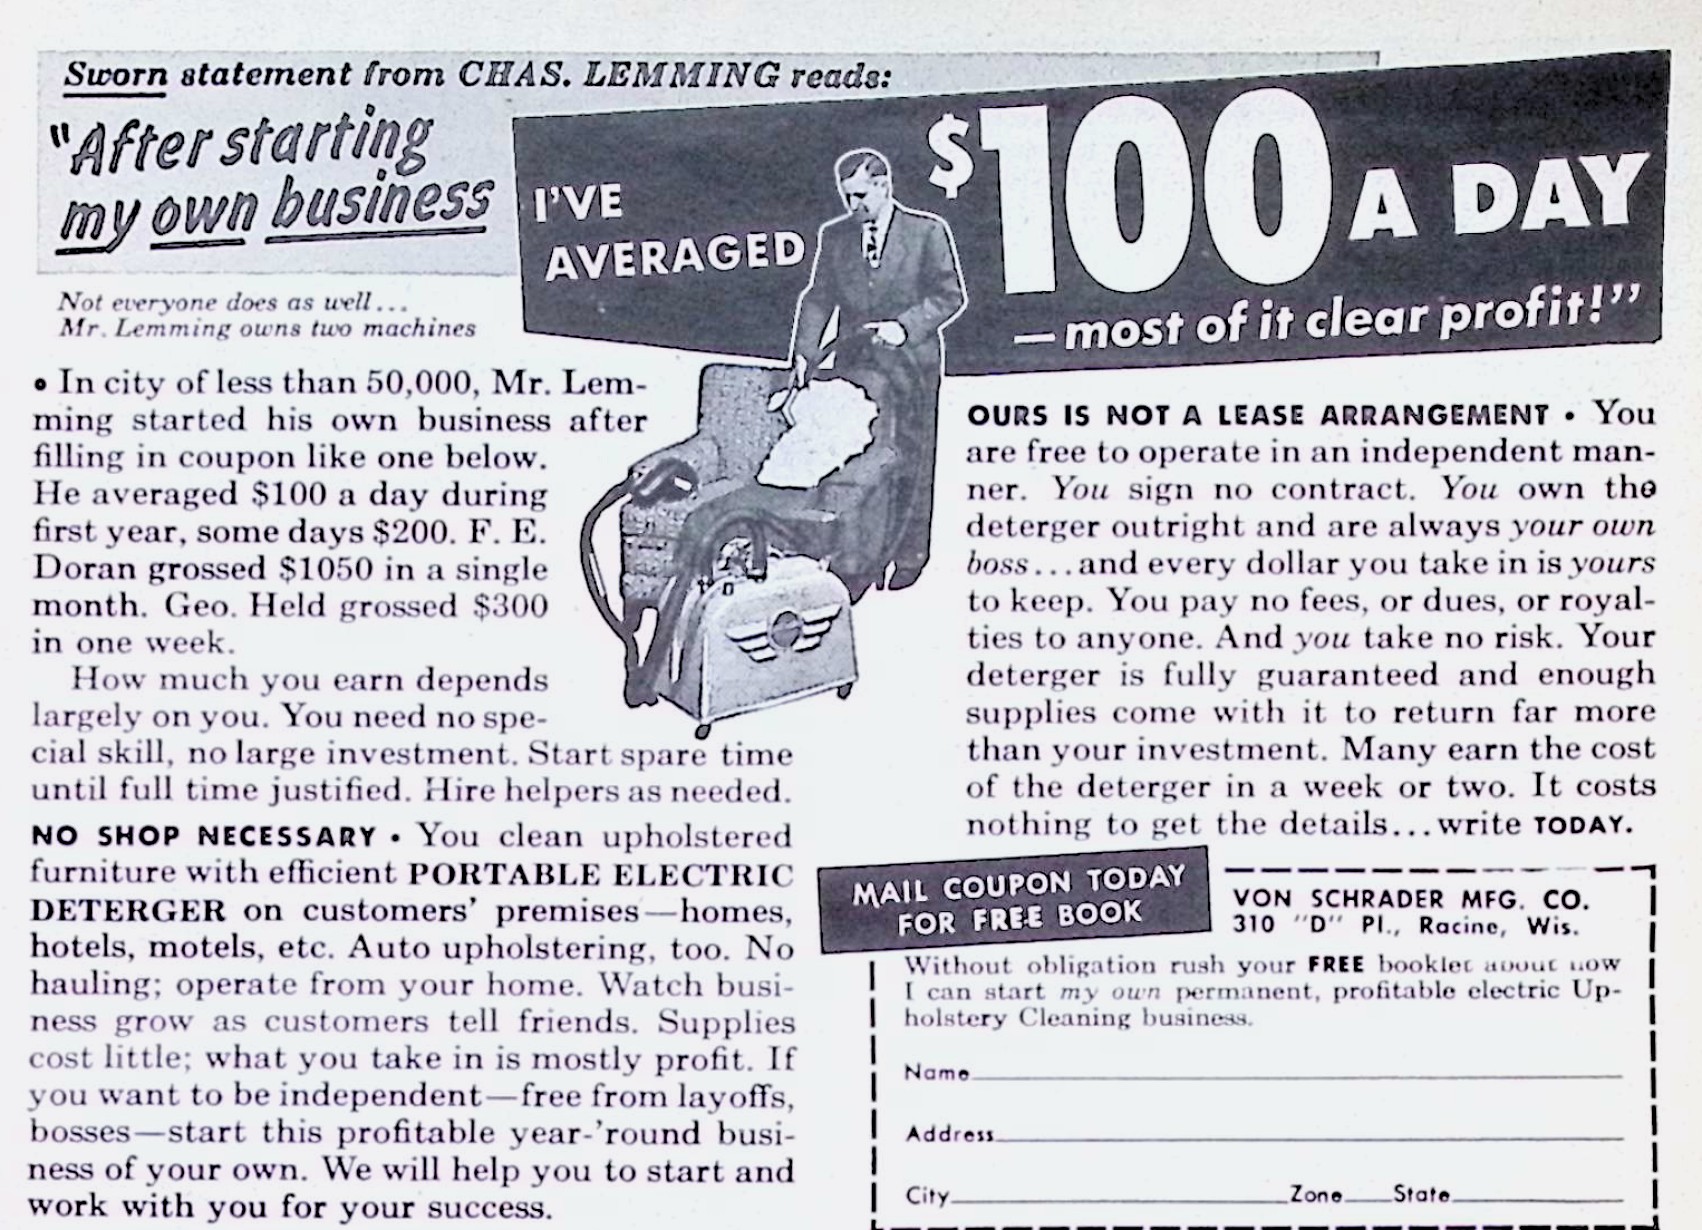 Sworn statement from CHAS. LEMMING reads:
"After starting
my own business
I'VE
AVERAGED
$100 A DAY
—most of it clear profit!"
Not everyone does as well...
Mr. Lemming owns two machines
• In city of less than 50,000, Mr. Lem-
ming started his own business after
filling in coupon like one below.
He averaged $100 a day during
first year, some days $200. F. E.
Doran grossed $1050 in a single
month. Geo. Held grossed $300
in one week.
How much you earn depends
largely on you. You need no spe-
cial skill, no large investment. Start spare time
until full time justified. Hire helpers as needed.
NO SHOP NECESSARY • You clean upholstered
furniture with efficient PORTABLE ELECTRIC
DETERGER on customers' premises—homes,
hotels, motels, etc. Auto upholstering, too. No
hauling; operate from your home. Watch busi-
ness grow as customers tell friends. Supplies
cost little; what you take in is mostly profit. If
you want to be independent—free from layoffs,
bosses—start this profitable year-'round busi-
ness of your own. We will help you to start and
work with you for your success.
OURS IS NOT A LEASE ARRANGEMENT • You
are free to operate in an independent man-
ner. You sign no contract. You own the
deterger outright and are always your own
boss...and every dollar you take in is yours
to keep. You pay no fees, or dues, or royal-
ties to anyone. And you take no risk. Your
deterger is fully guaranteed and enough
supplies come with it to return far more
than your investment. Many earn the cost
of the deterger in a week or two. It costs
nothing to get the details...write TODAY.
MAIL COUPON TODAY
FOR FREE BOOK
VON SCHRADER MFG. CO.
310 "D" Pl., Racine, Wis.
Without obligation rush your FREE booklet about how
I can start my own permanent, profitable electric Up-
holstery Cleaning business.
Name
Address
City Zone State